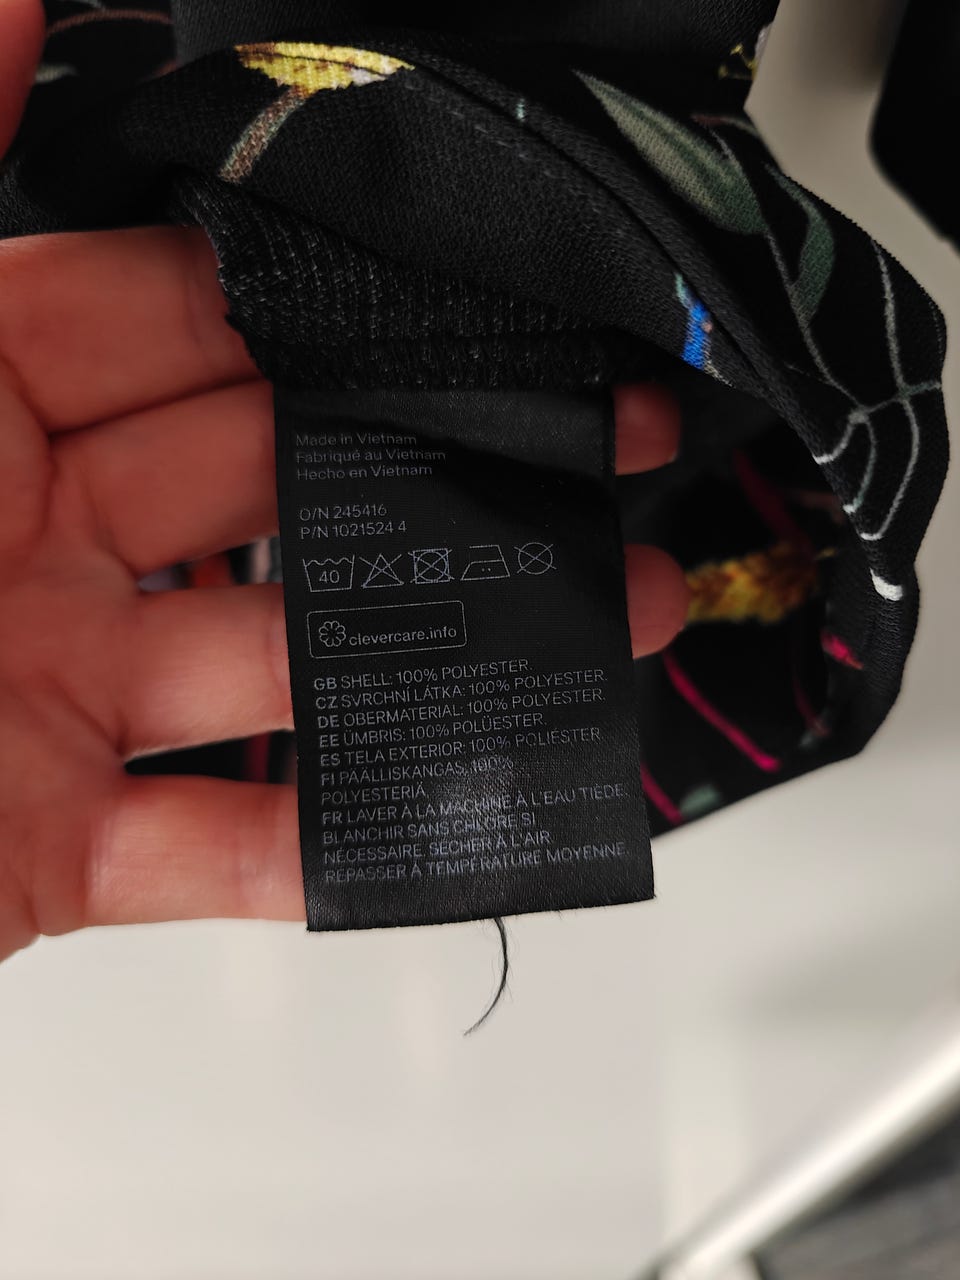 Made in Vietnam
Fabriqué au Vietnam
Hecho en Vietnam
O/N 245416
P/N 1021524 4
40
clevercare.info
GB SHELL: 100% POLYESTER.
CZ SVRCHNÍ LÁTKA: 100% POLYESTER.
DE OBERMATERIAL: 100% POLYESTER.
EE ÜMBRIS: 100% POLÜESTER.
ES TELA EXTERIOR: 100% POLIÉSTER
FI PÄÄLLISKANGAS, 100%
POLYESTERIÄ
FR LAVER À LA MACHINE À L'EAU TIÈDE.
BLANCHIR SANS CHLORE SI
NÉCESSAIRE. SÉCHER À L'AIR
REPASSER À TEMPÉRATURE MOYENNE.